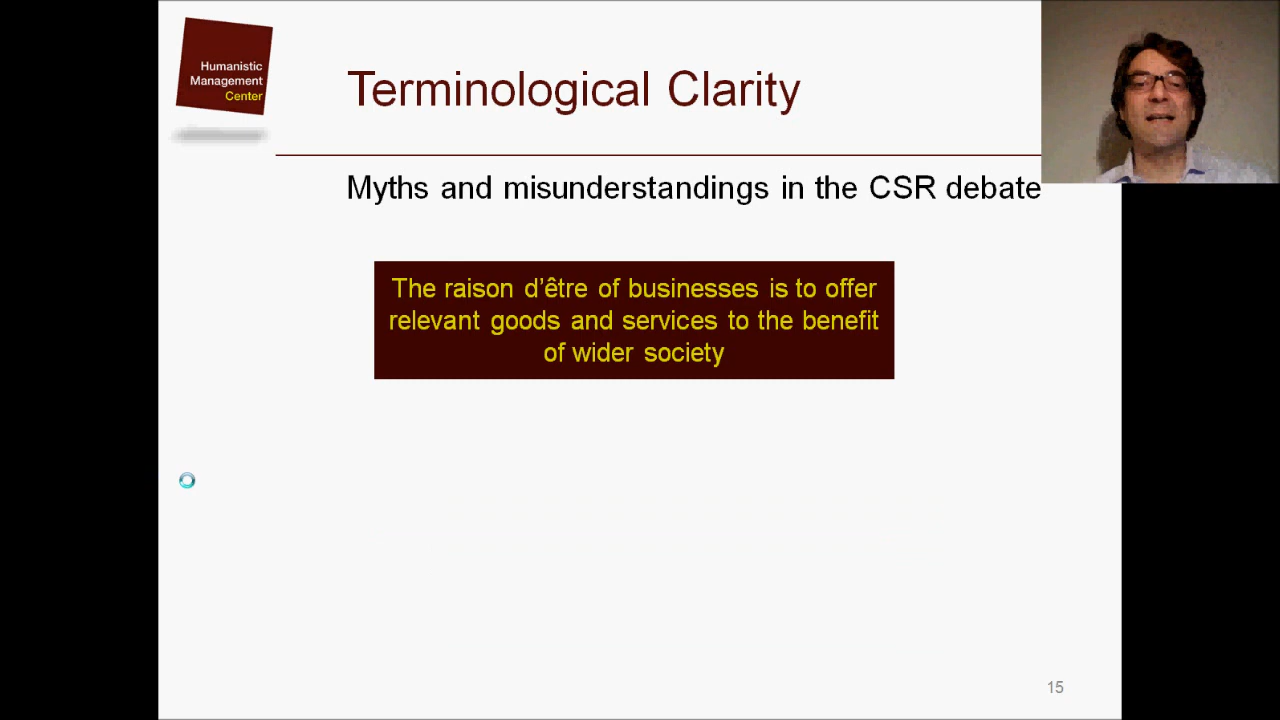 Humanistic
Management
Center
Terminological Clarity
Myths and misunderstandings in the CSR debate
The raison d’être of businesses is to offer
relevant goods and services to the benefit
of wider society
15